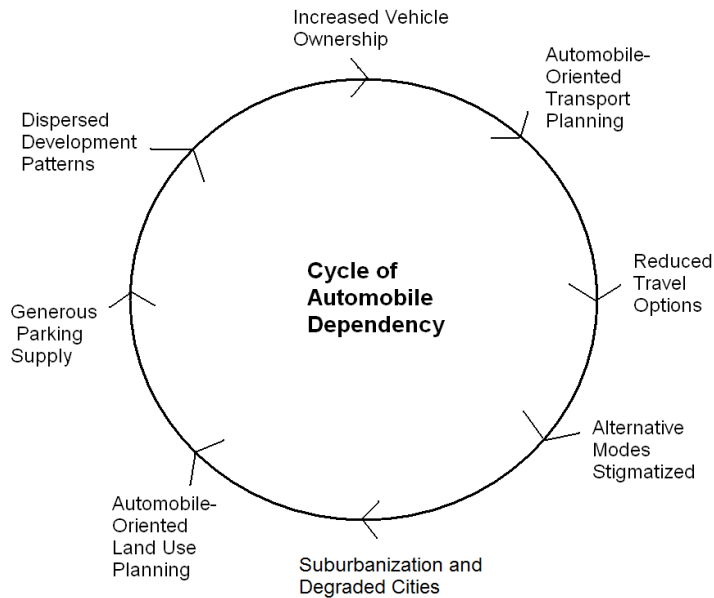 Increased Vehicle
Ownership
Automobile-
Oriented
Transport
Planning
Reduced
Travel
Options
Alternative
Modes
Stigmatized
Suburbanization and
Degraded Cities
Automobile-
Oriented
Land Use
Planning
Generous
Parking
Supply
Dispersed
Development
Patterns
Cycle of
Automobile
Dependency